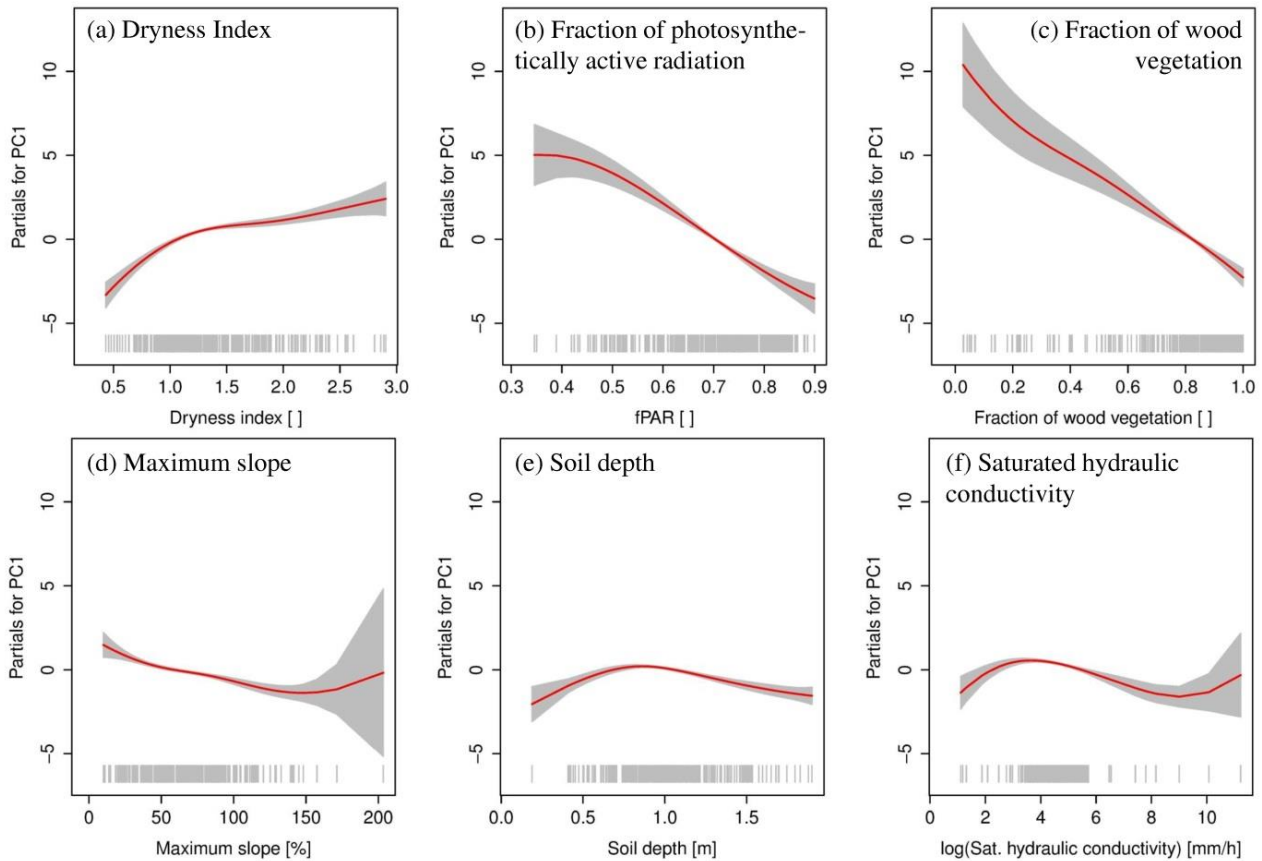 (a) Dryness Index
Partials for PC1
10
5
0
−5
0.5 1.0 1.5 2.0 2.5 3.0
Dryness index [ ]
(b) Fraction of photosynthe-
tically active radiation
Partials for PC1
10
5
0
−5
0.3 0.4 0.5 0.6 0.7 0.8 0.9
fPAR [ ]
(c) Fraction of wood
vegetation
Partials for PC1
10
5
0
−5
0.0 0.2 0.4 0.6 0.8 1.0
Fraction of wood vegetation [ ]
(d) Maximum slope
Partials for PC1
10
5
0
−5
0 50 100 150 200
Maximum slope [%]
(e) Soil depth
Partials for PC1
10
5
0
−5
0.0 0.5 1.0 1.5
Soil depth [m]
(f) Saturated hydraulic
conductivity
Partials for PC1
10
5
0
−5
0 2 4 6 8 10
log(Sat. hydraulic conductivity) [mm/h]